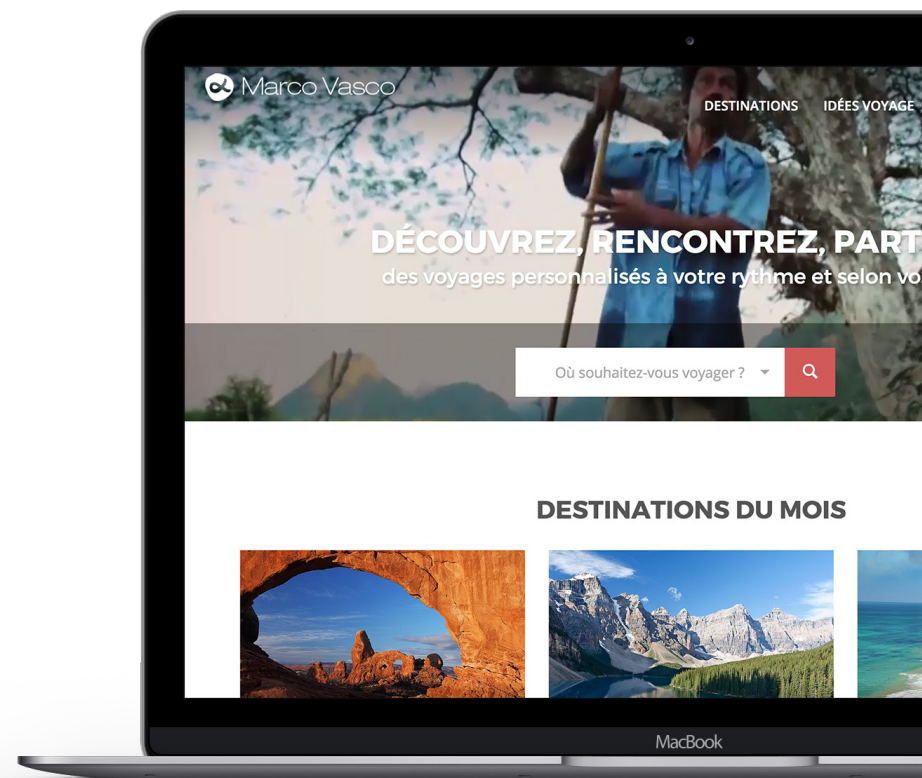 Marco Vasco
DESTINATIONS IDÉES VOYAGE
DÉCOUVREZ, RENCONTREZ, PART
des voyages personnalisés à votre rythme et selon vo
Où souhaitez-vous voyager ?
DESTINATIONS DU MOIS
MacBook